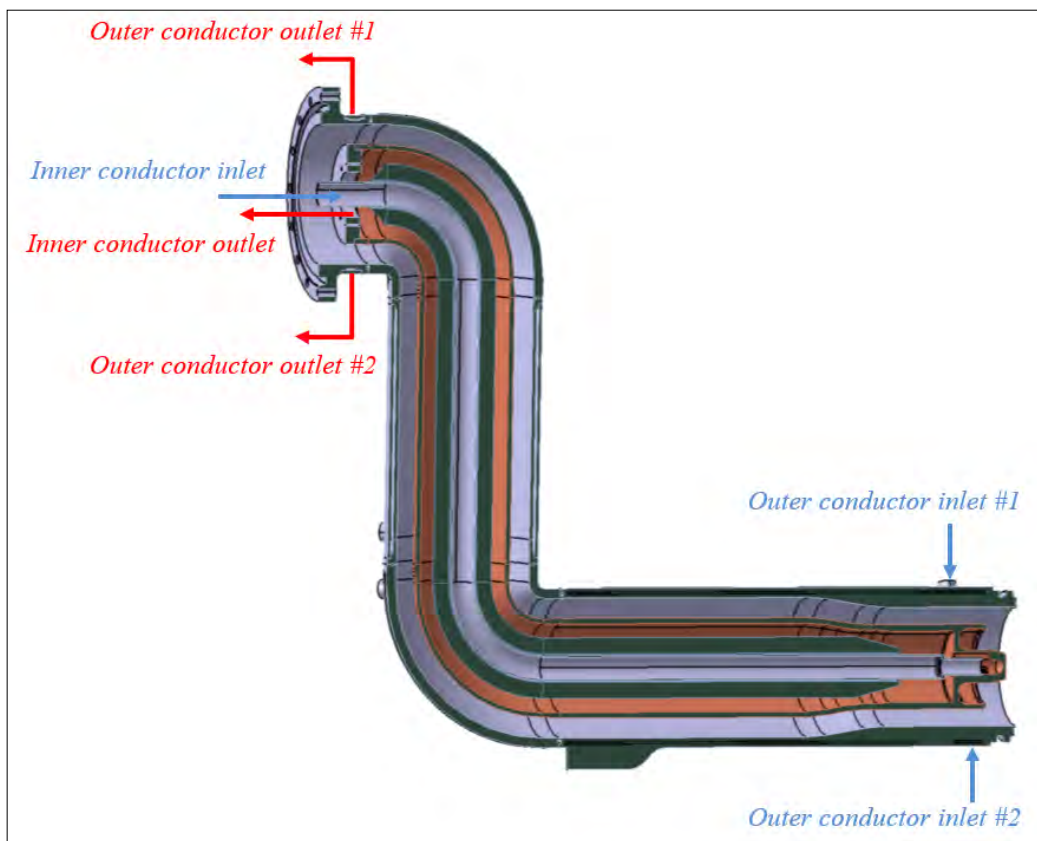 Outer conductor outlet #1
Inner conductor inlet
Inner conductor outlet
Outer conductor outlet #2
Outer conductor inlet #1
Outer conductor inlet #2